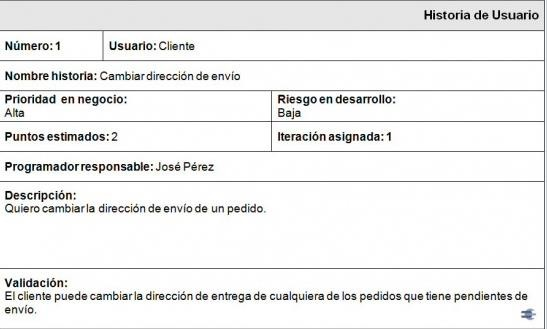 Historia de Usuario
Número: 1
Usuario: Cliente
Nombre historia: Cambiar dirección de envío
Prioridad en negocio:
Alta
Riesgo en desarrollo:
Baja
Puntos estimados: 2
Iteración asignada: 1
Programador responsable: José Pérez
Descripción:
Quiero cambiar la dirección de envío de un pedido.
Validación:
El cliente puede cambiar la dirección de entrega de cualquiera de los pedidos que tiene pendientes de
envío.